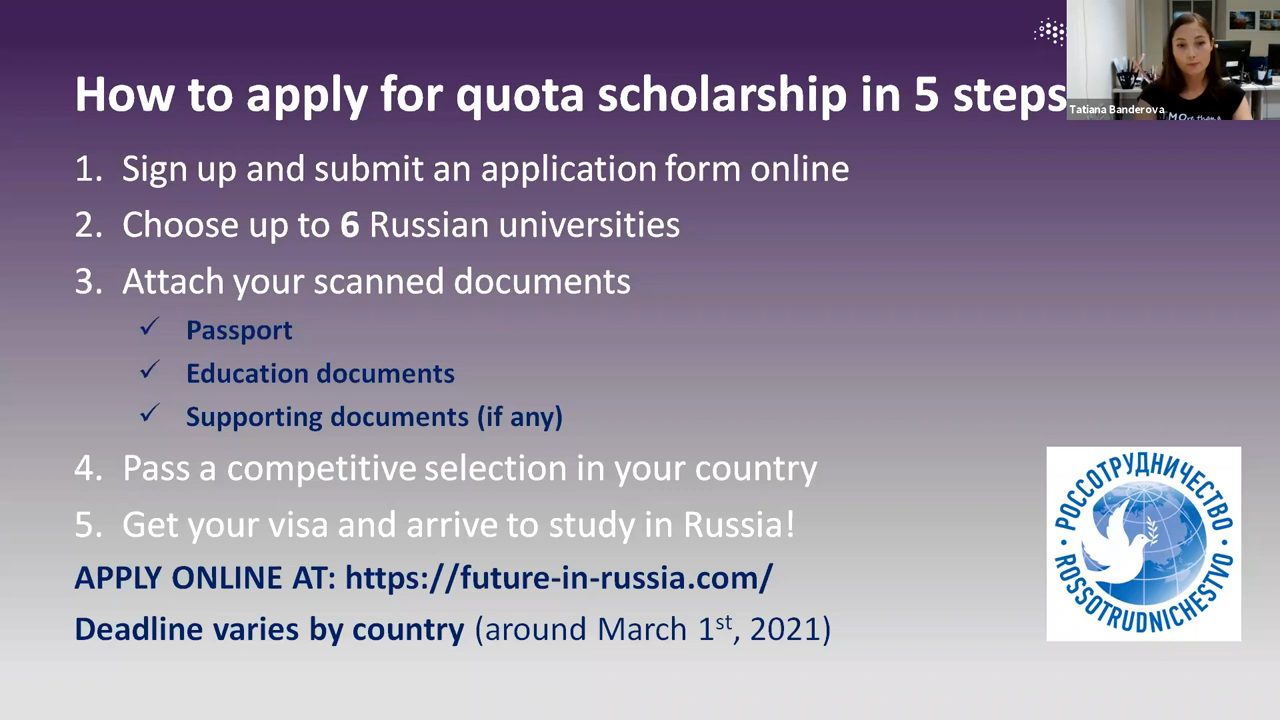 How to apply for quota scholarship in 5 steps
Tatiana Banderova
1. Sign up and submit an application form online
2. Choose up to 6 Russian universities
3. Attach your scanned documents
✓ Passport
✓ Education documents
✓ Supporting documents (if any)
4. Pass a competitive selection in your country
5. Get your visa and arrive to study in Russia!
APPLY ONLINE AT: https://future-in-russia.com/
Deadline varies by country (around March 1st, 2021)
РОССОТРУДНИЧЕСТВО
ROSSOTRUDNICHESTVO